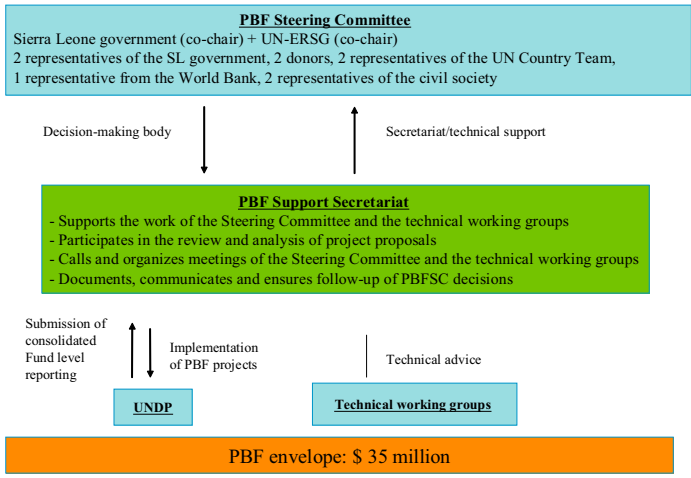 PBF Steering Committee
Sierra Leone government (co-chair) + UN-ERSG (co-chair)
2 representatives of the SL government, 2 donors, 2 representatives of the UN Country Team,
1 representative from the World Bank, 2 representatives of the civil society
Decision-making body
Secretariat/technical support
PBF Support Secretariat
- Supports the work of the Steering Committee and the technical working groups
- Participates in the review and analysis of project proposals
- Calls and organizes meetings of the Steering Committee and the technical working groups
- Documents, communicates and ensures follow-up of PBFSC decisions
Submission of
consolidated
Fund level
reporting
Implementation
of PBF projects
Technical advice
UNDP
Technical working groups
PBF envelope: $ 35 million